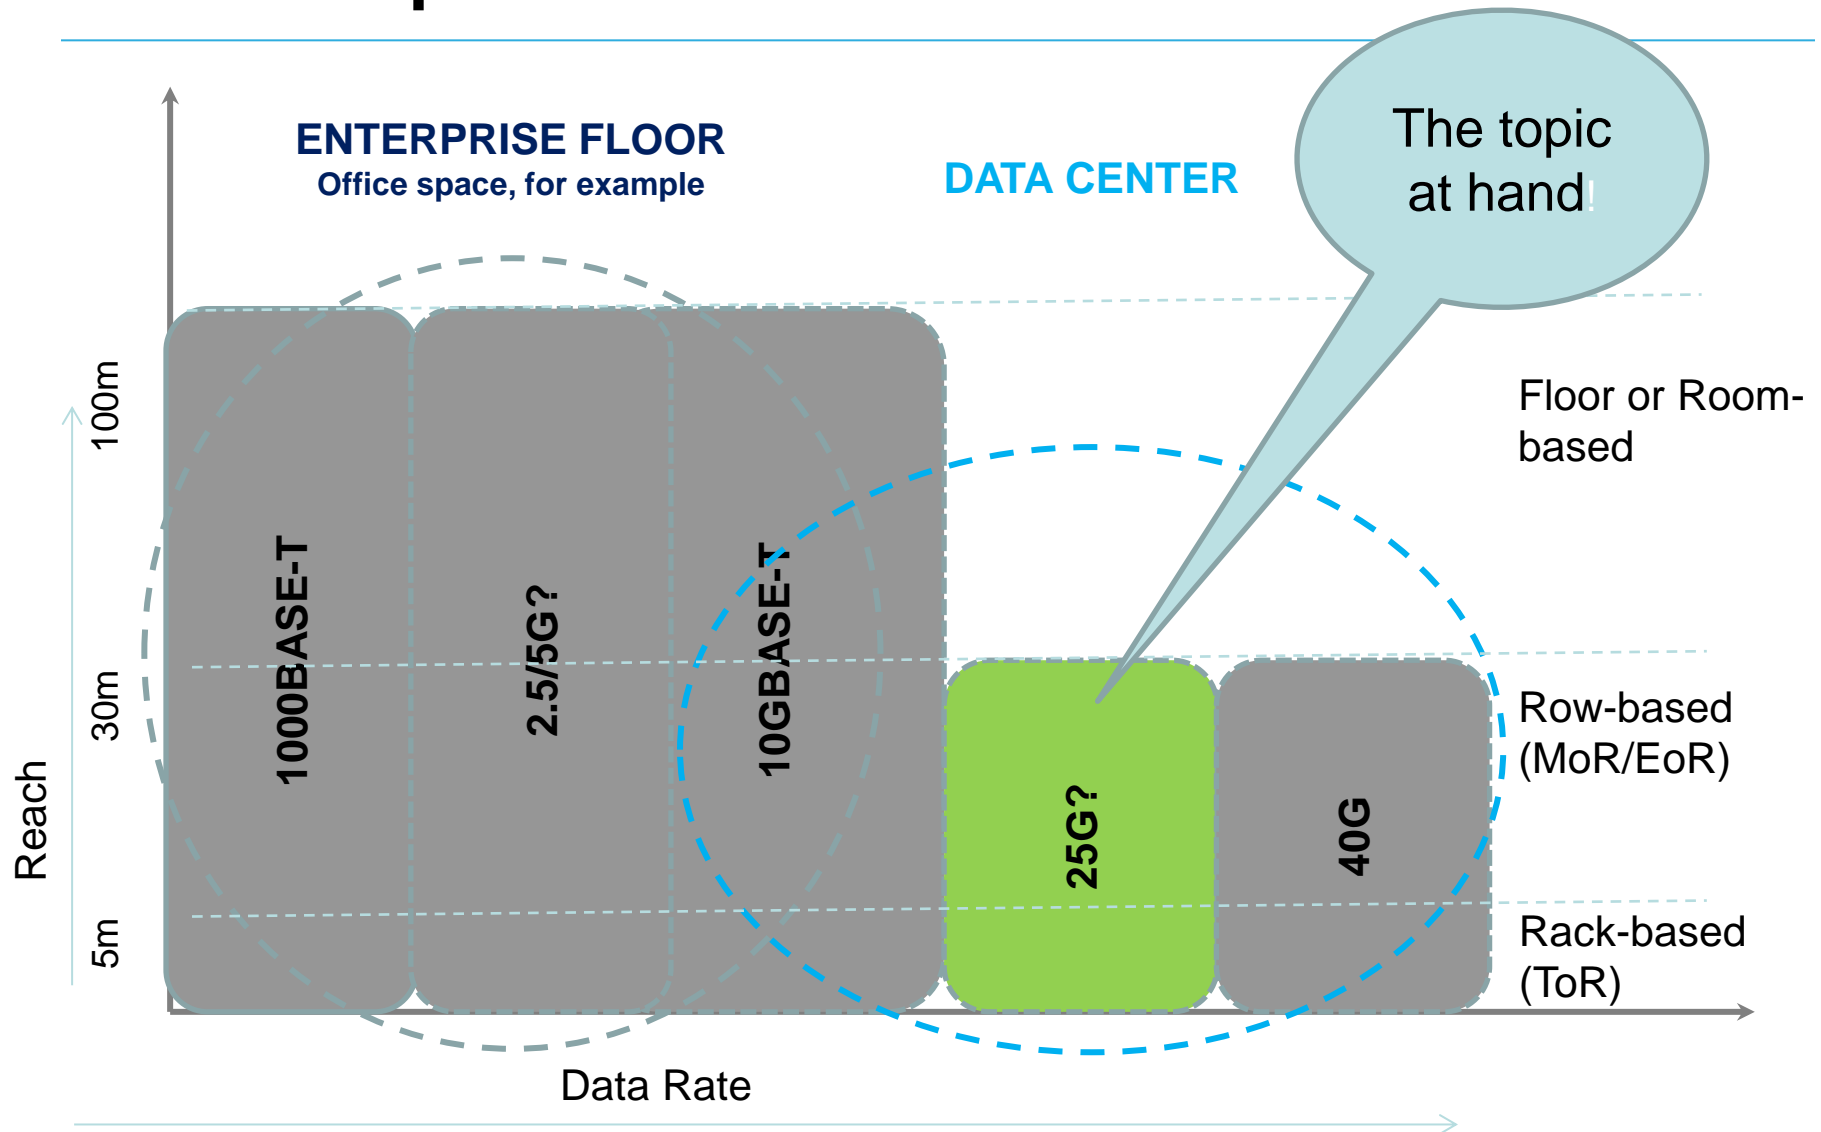 ENTERPRISE FLOOR
Office space, for example
DATA CENTER
The topic
at hand!
100m
30m
5m
Reach
1000BASE-T
2.5/5G?
10GBASE-T
25G?
40G
Floor or Room-
based
Row-based
(MoR/EoR)
Rack-based
(ToR)
Data Rate